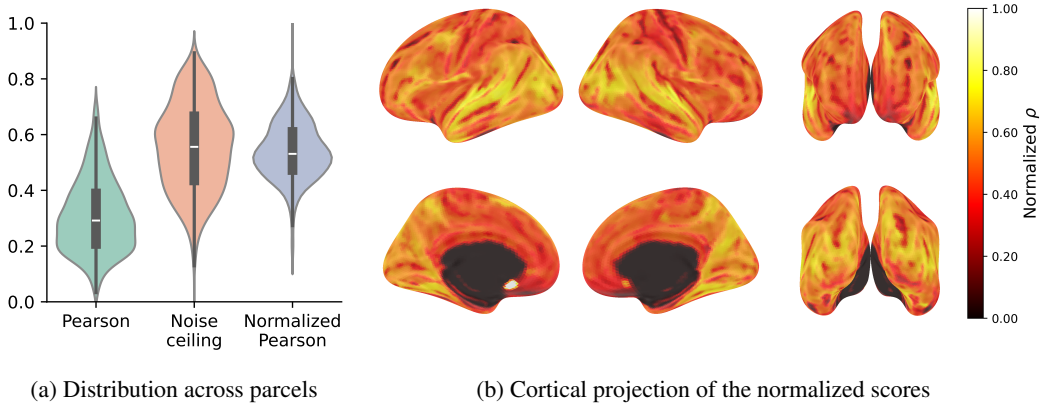 1.0
0.8
0.6
0.4
0.2
0.0
Pearson
Noise
ceiling
Normalized
Pearson
1.00
0.80
0.60
0.40
0.20
0.00
Normalized ρ
(a) Distribution across parcels
(b) Cortical projection of the normalized scores